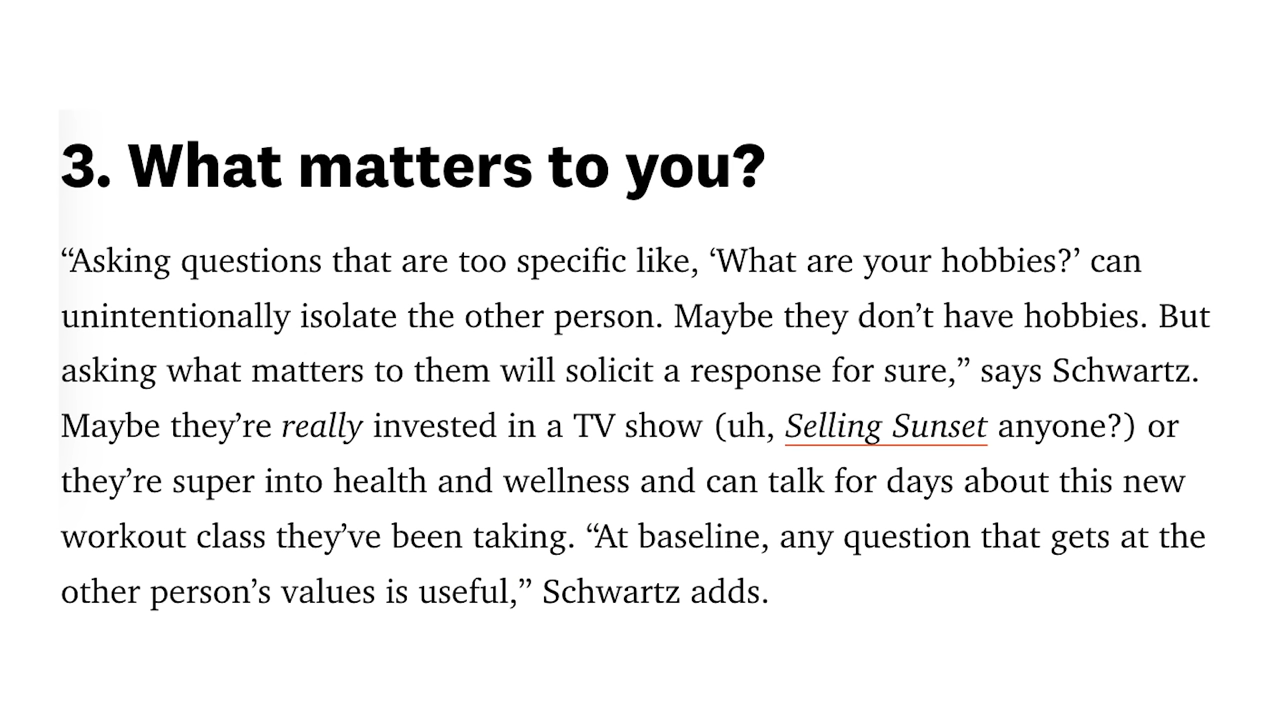 3. What matters to you?
“Asking questions that are too specific like, ‘What are your hobbies?’ can
unintentionally isolate the other person. Maybe they don’t have hobbies. But
asking what matters to them will solicit a response for sure,” says Schwartz.
Maybe they’re really invested in a TV show (uh, Selling Sunset anyone?) or
they’re super into health and wellness and can talk for days about this new
workout class they’ve been taking. “At baseline, any question that gets at the
other person’s values is useful,” Schwartz adds.